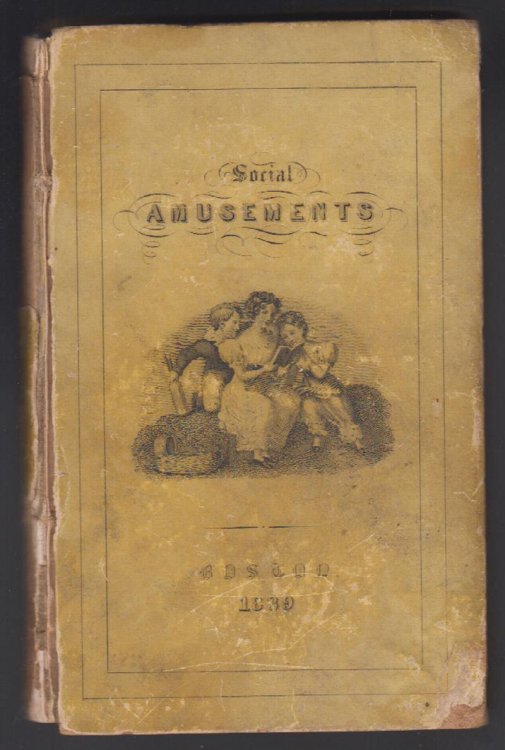 Social
AMUSEMENTS
BOSTON
1839